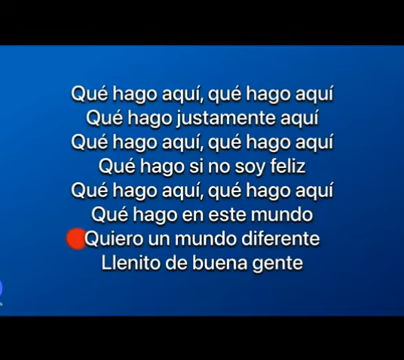 Qué hago aquí, qué hago aquí
Qué hago justamente aquí
Qué hago aquí, qué hago aquí
Qué hago si no soy feliz
Qué hago aquí, qué hago aquí
Qué hago en este mundo
Quiero un mundo diferente
Llenito de buena gente